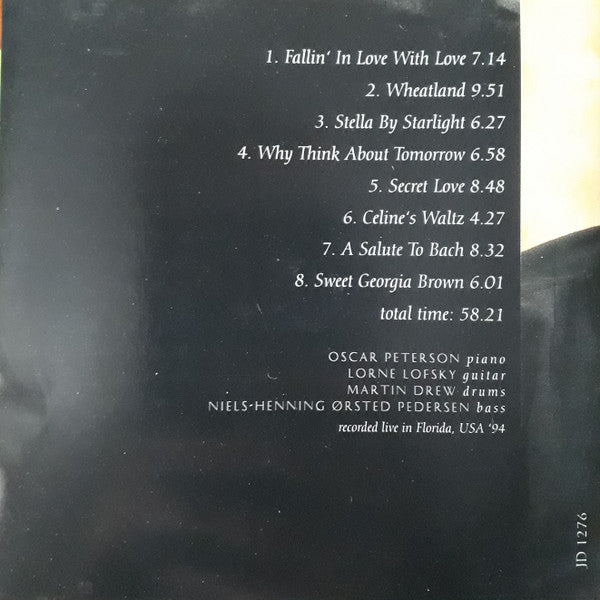 1. Fallin' In Love With Love 7.14
2. Wheatland 9.51
3. Stella By Starlight 6.27
4. Why Think About Tomorrow 6.58
5. Secret Love 8.48
6. Celine's Waltz 4.27
7. A Salute To Bach 8.32
8. Sweet Georgia Brown 6.01
total time: 58.21
OSCAR PETERSON piano
LORNE LOFSKY guitar
MARTIN DREW drums
NIELS-HENNING ØRSTED PEDERSEN bass
recorded live in Florida, USA '94
JD 1276